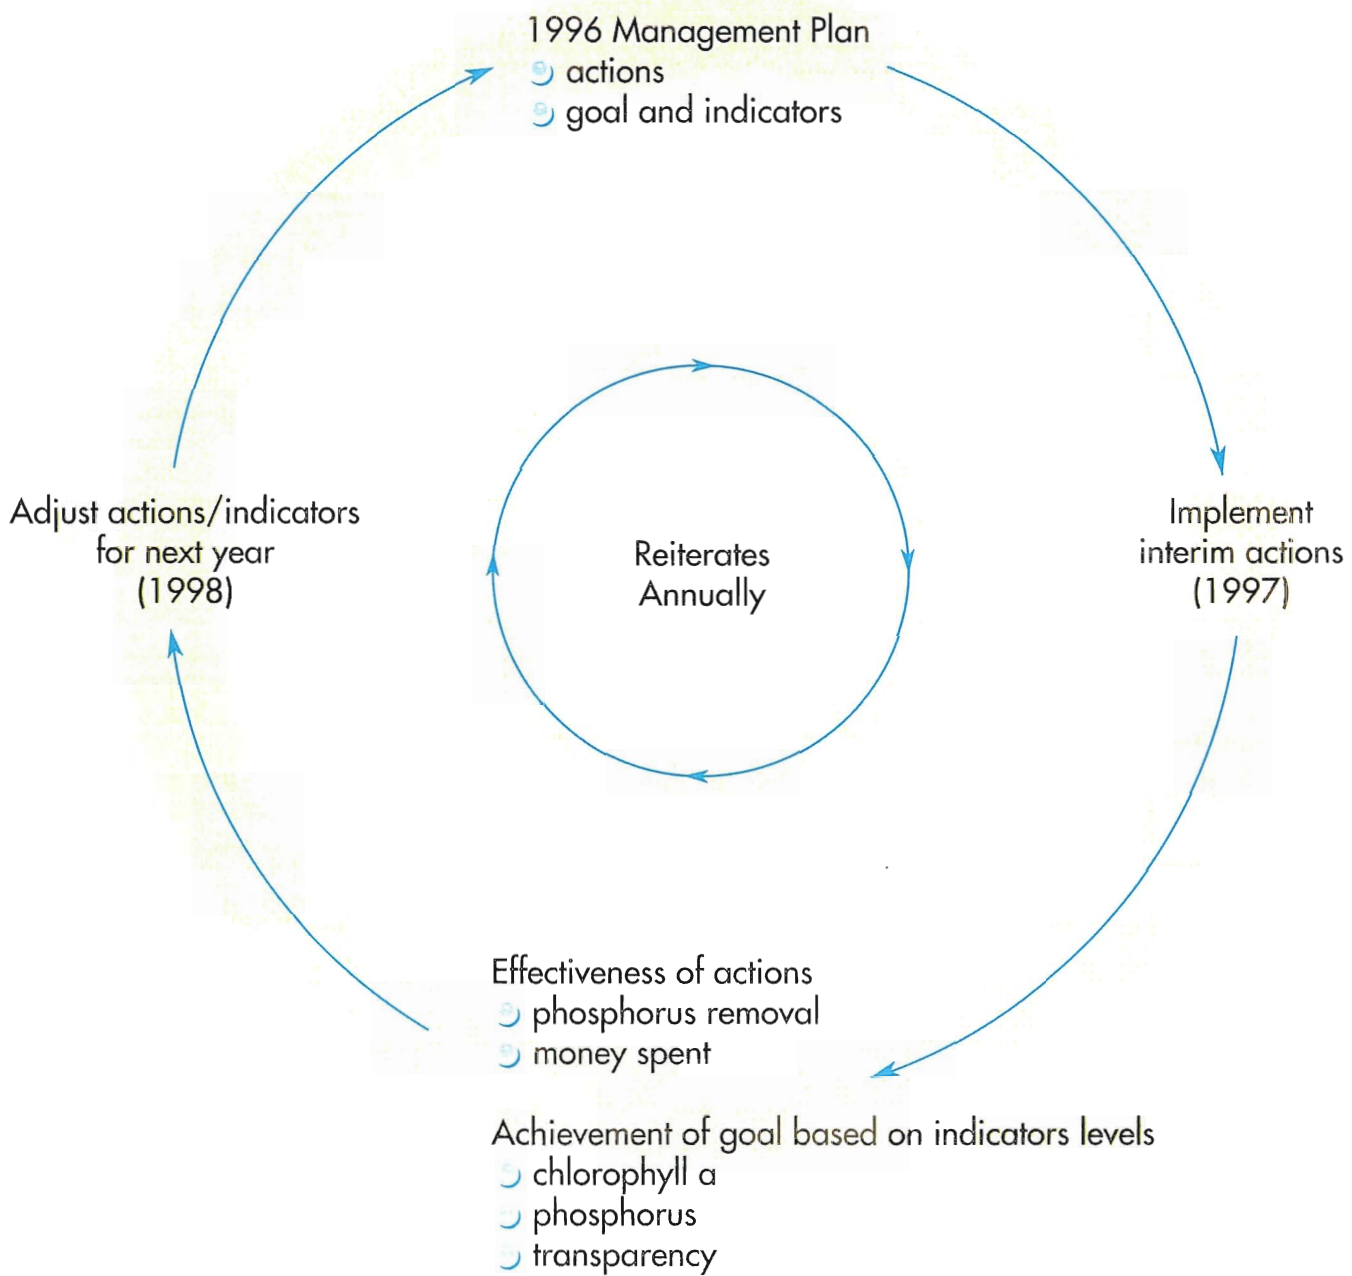 1996 Management Plan
actions
goal and indicators
Adjust actions/indicators
for next year
(1998)
Reiterates
Annually
Implement
interim actions
(1997)
Effectiveness of actions
phosphorus removal
money spent
Achievement of goal based on indicators levels
chlorophyll a
phosphorus
transparency